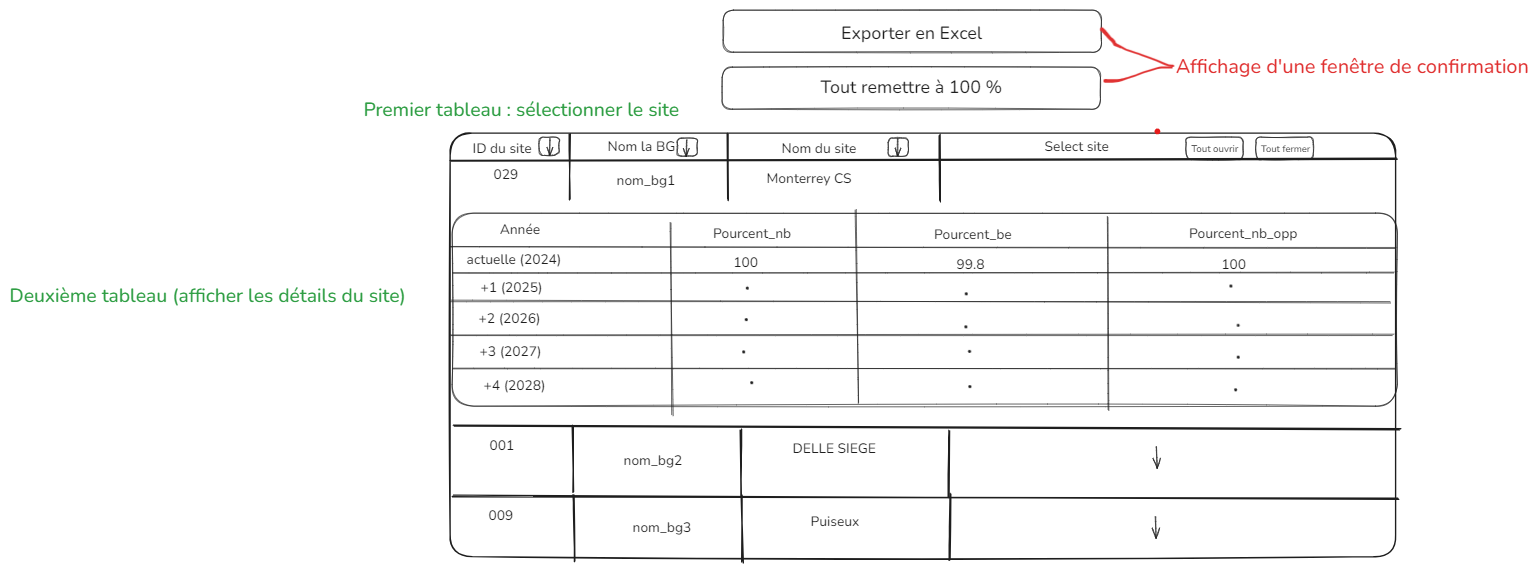 Exporter en Excel
Affichage d'une fenêtre de confirmation
Tout remettre à 100 %
Premier tableau : sélectionner le site
ID du site Nom la BG Nom du site Select site Tout ouvrir Tout fermer
029 nom_bg1 Monterrey CS
Année Pourcent_nb Pourcent_be Pourcent_nb_opp
actuelle (2024) 100 99.8 100
Deuxième tableau (afficher les détails du site)
+1 (2025)
+2 (2026)
+3 (2027)
+4 (2028)
001 nom_bg2 DELLE SIEGE
009 nom_bg3 Puiseux